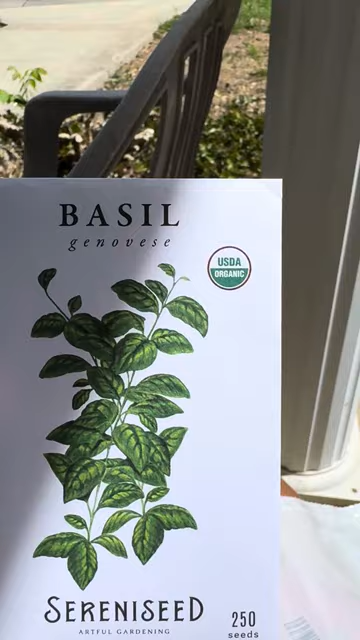 BASIL
genovese
USDA
ORGANIC
SERENISEED
ARTFUL GARDENING
250
seeds